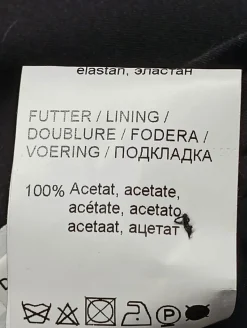 elastan, эластан
FUTTER / LINING /
DOUBLURE / FODERA /
VOERING / ПОДКЛАДКА
100% Acetat, acetate,
acétate, acetato,
acetaat, ацетат
P